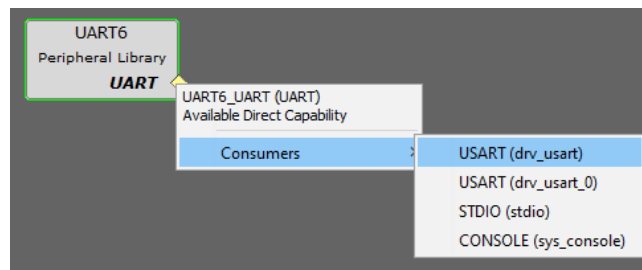 UART6
Peripheral Library
UART
UART6_UART (UART)
Available Direct Capability
Consumers
USART (drv_usart)
USART (drv_usart_0)
STDIO (stdio)
CONSOLE (sys_console)